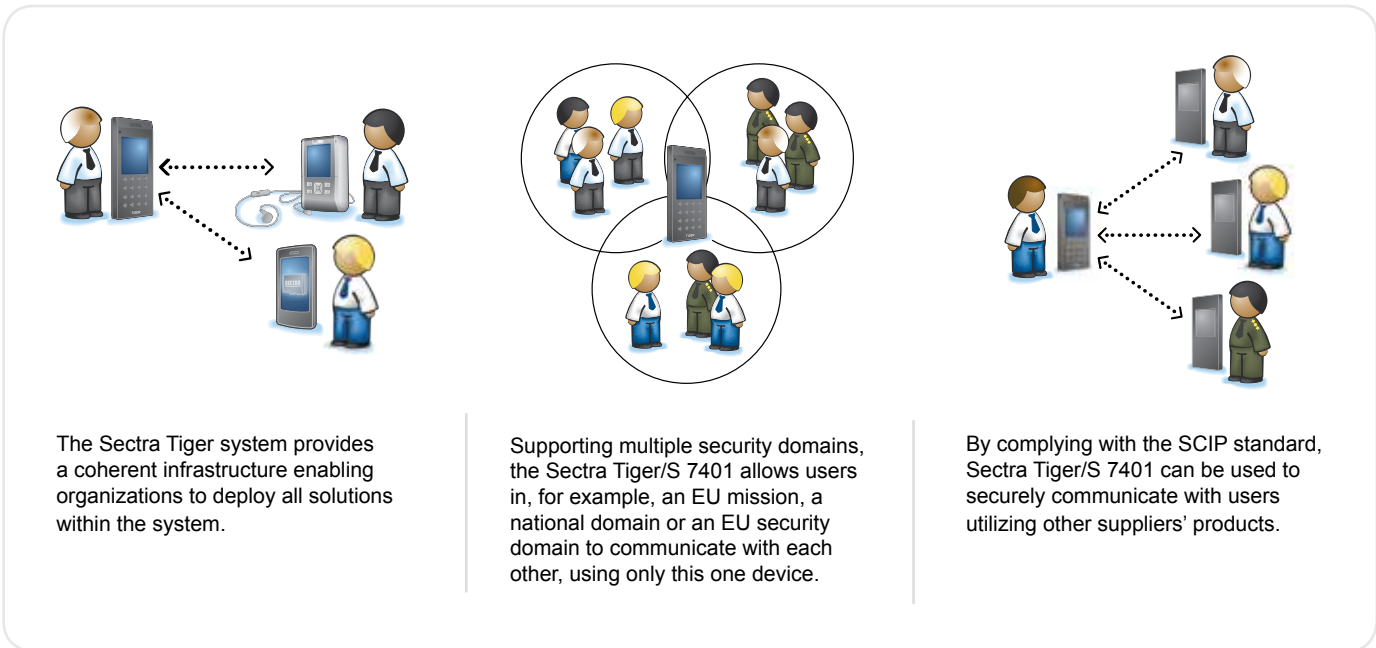 The Sectra Tiger system provides
a coherent infrastructure enabling
organizations to deploy all solutions
within the system.
Supporting multiple security domains,
the Sectra Tiger/S 7401 allows users
in, for example, an EU mission, a
national domain or an EU security
domain to communicate with each
other, using only this one device.
By complying with the SCIP standard,
Sectra Tiger/S 7401 can be used to
securely communicate with users
utilizing other suppliers’ products.